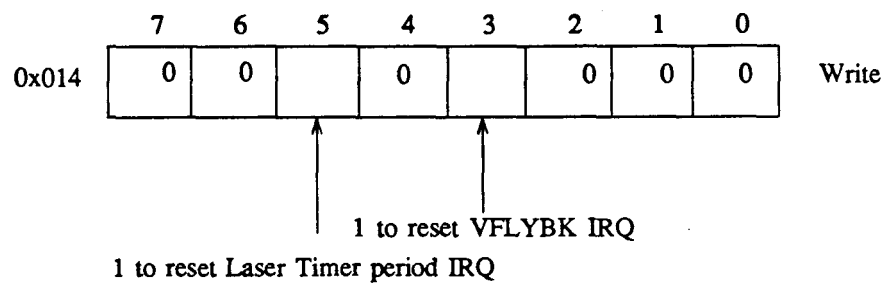 7 6 5 4 3 2 1 0
0x014 0 0 0 0 0 0 Write
1 to reset VFLYBK IRQ
1 to reset Laser Timer period IRQ